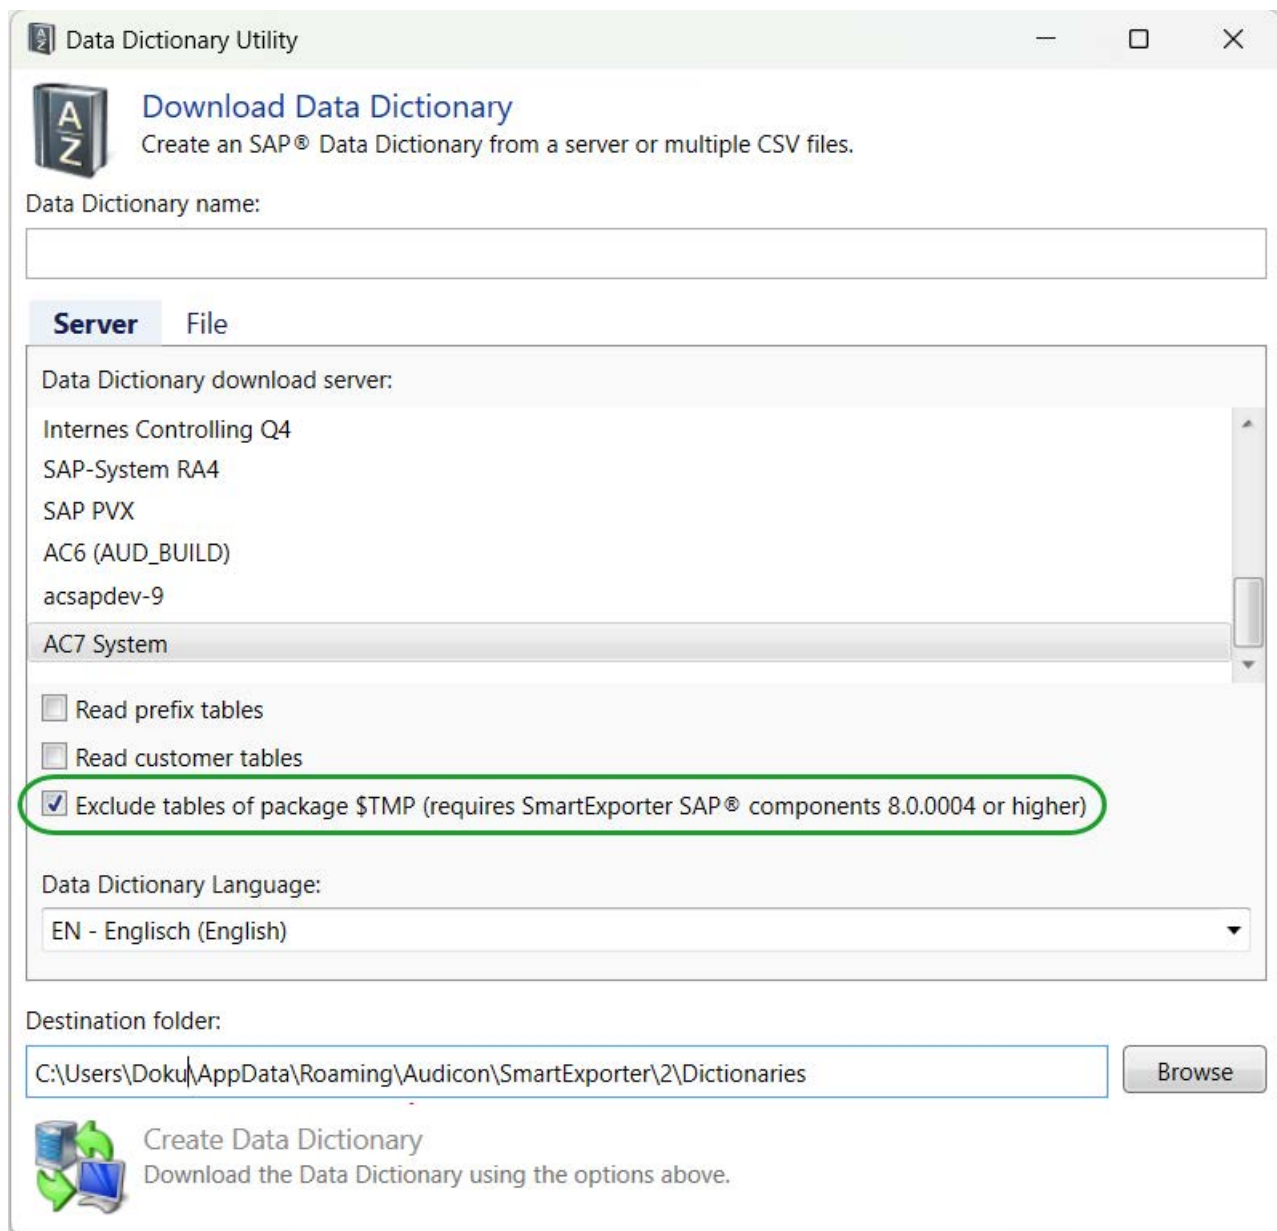 Data Dictionary Utility
A
Z
Download Data Dictionary
Create an SAP® Data Dictionary from a server or multiple CSV files.
Data Dictionary name:
Server File
Data Dictionary download server:
Internes Controlling Q4
SAP-System RA4
SAP PVX
AC6 (AUD_BUILD)
acsapdev-9
AC7 System
Read prefix tables
Read customer tables
Exclude tables of package $TMP (requires SmartExporter SAP® components 8.0.0004 or higher)
Data Dictionary Language:
EN - Englisch (English)
Destination folder:
C:\Users\Doku\AppData\Roaming\Audicon\SmartExporter\2\Dictionaries
Browse
Create Data Dictionary
Download the Data Dictionary using the options above.